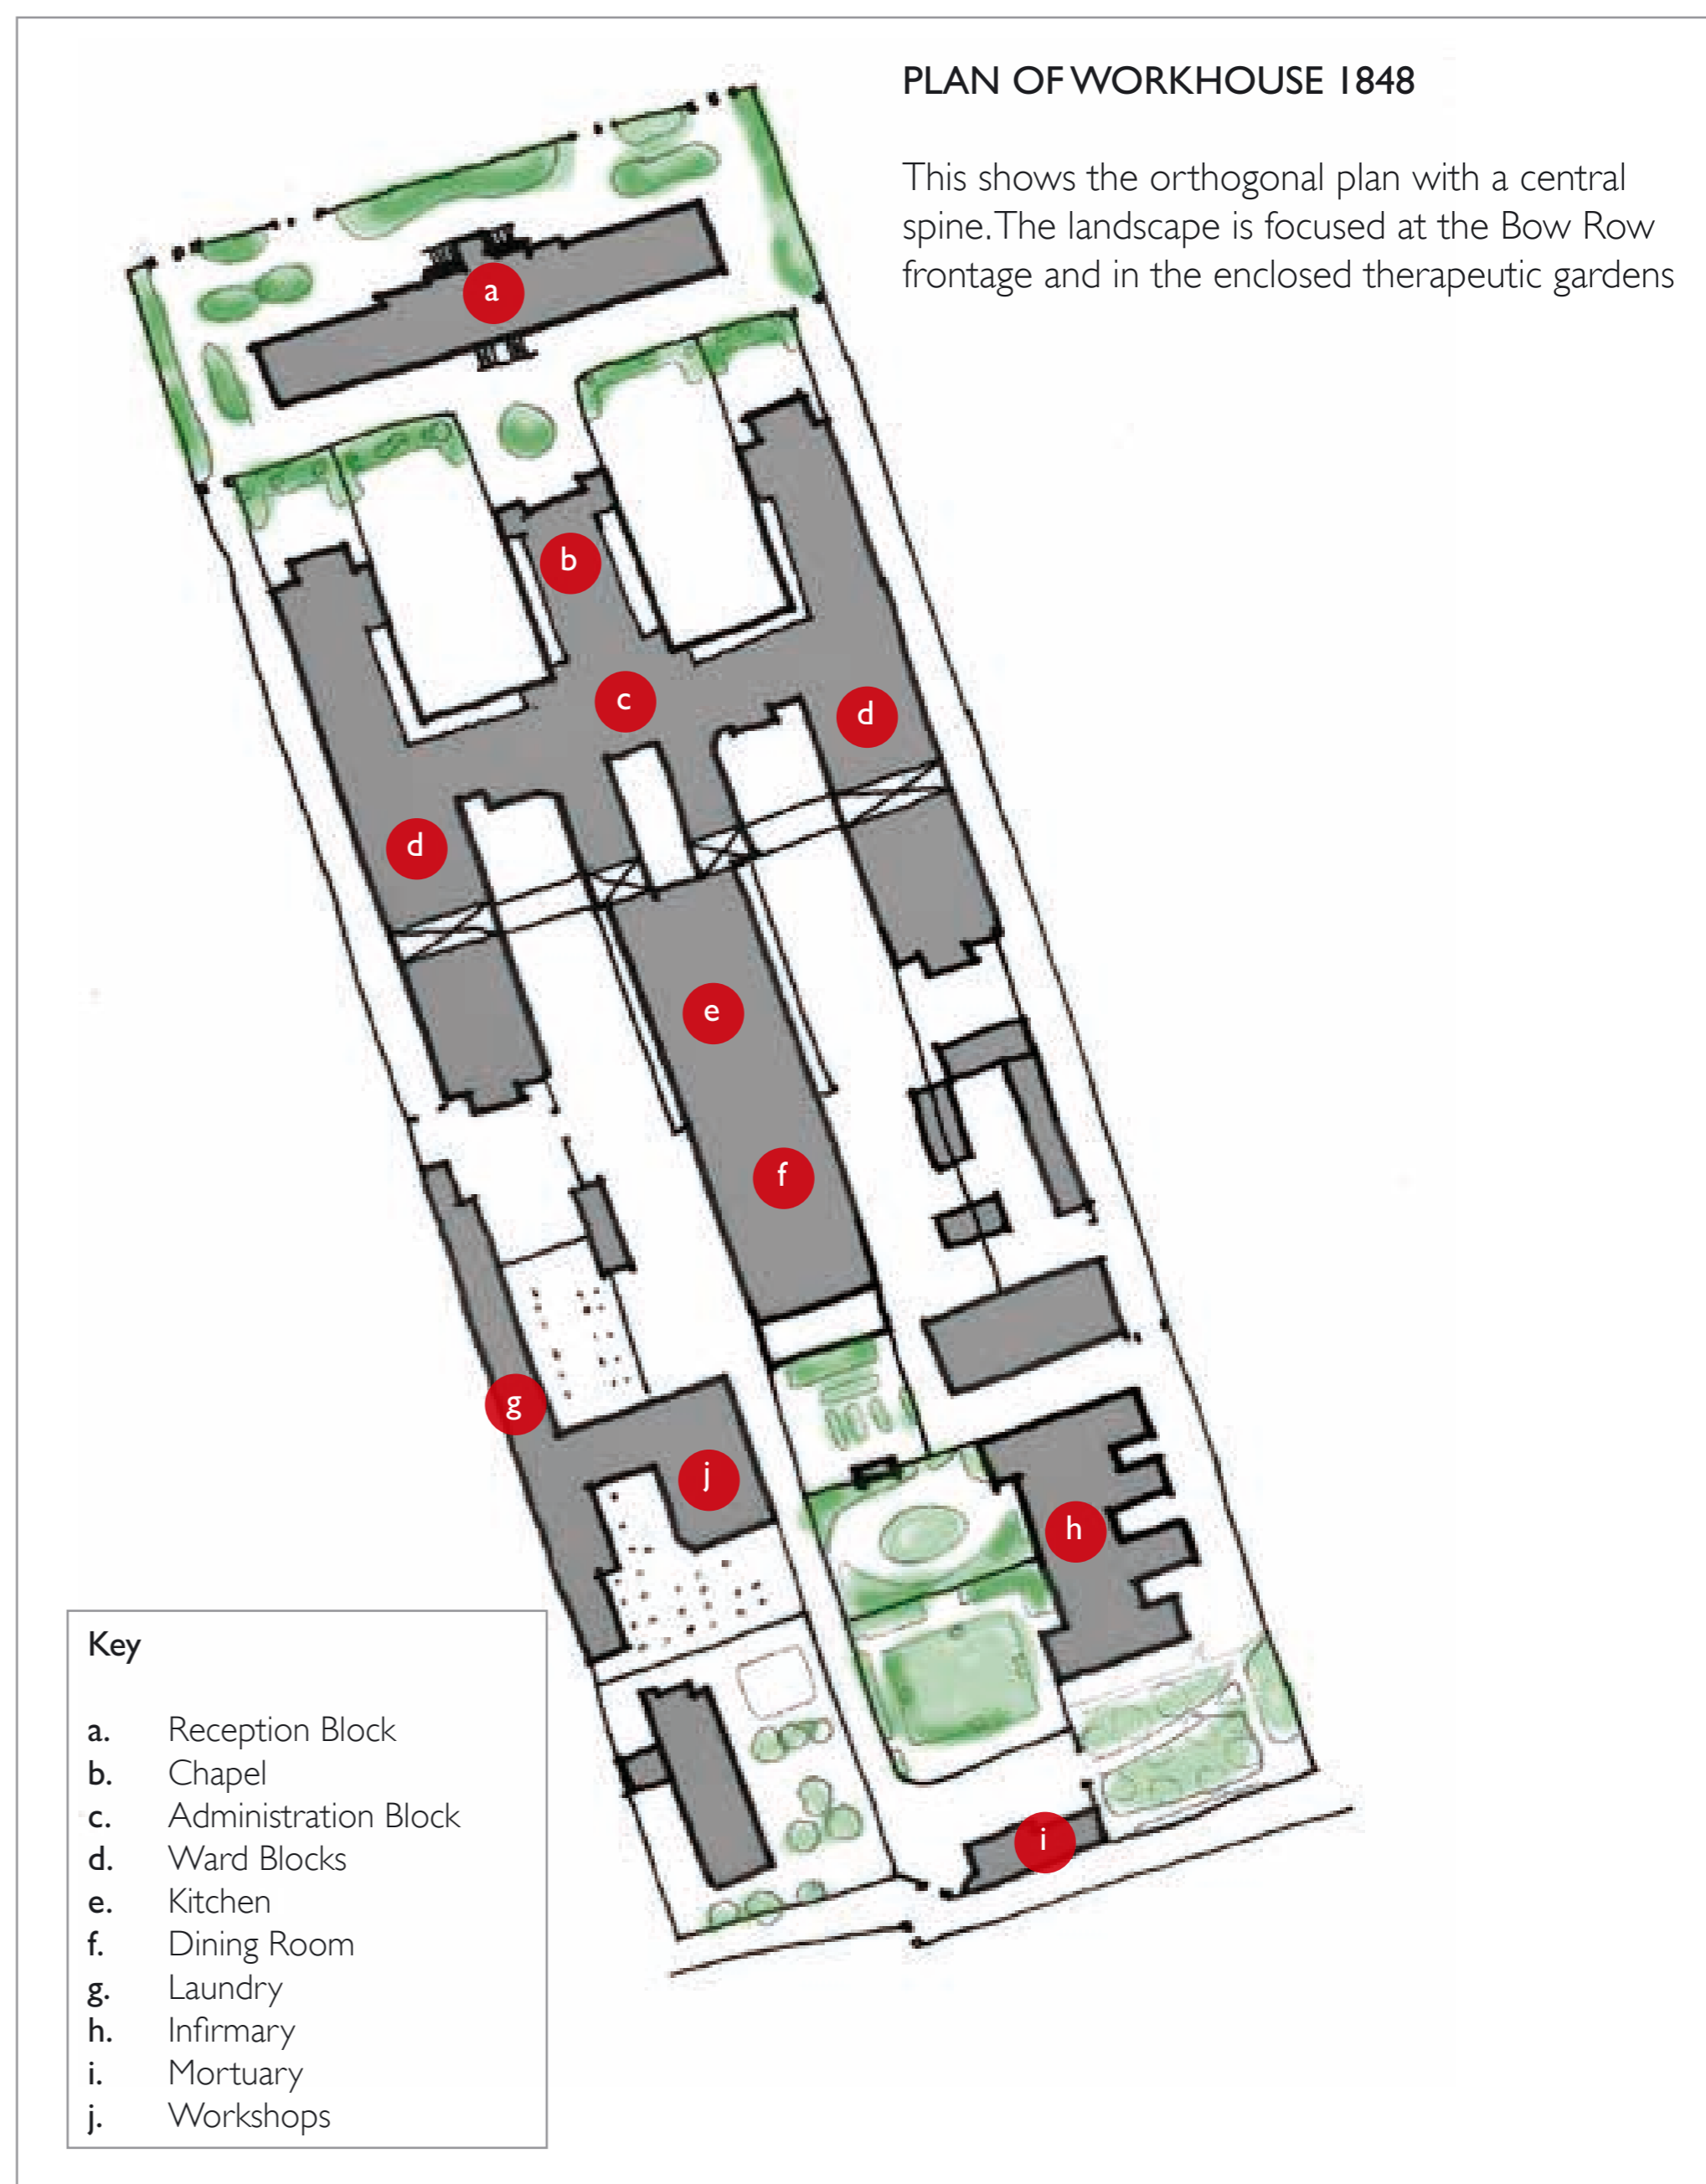 PLAN OF WORKHOUSE 1848
This shows the orthogonal plan with a central
spine. The landscape is focused at the Bow Row
frontage and in the enclosed therapeutic gardens
a
b
c
d
d
e
f
g
j
h
i
Key
a. Reception Block
b. Chapel
c. Administration Block
d. Ward Blocks
e. Kitchen
f. Dining Room
g. Laundry
h. Infirmary
i. Mortuary
j. Workshops